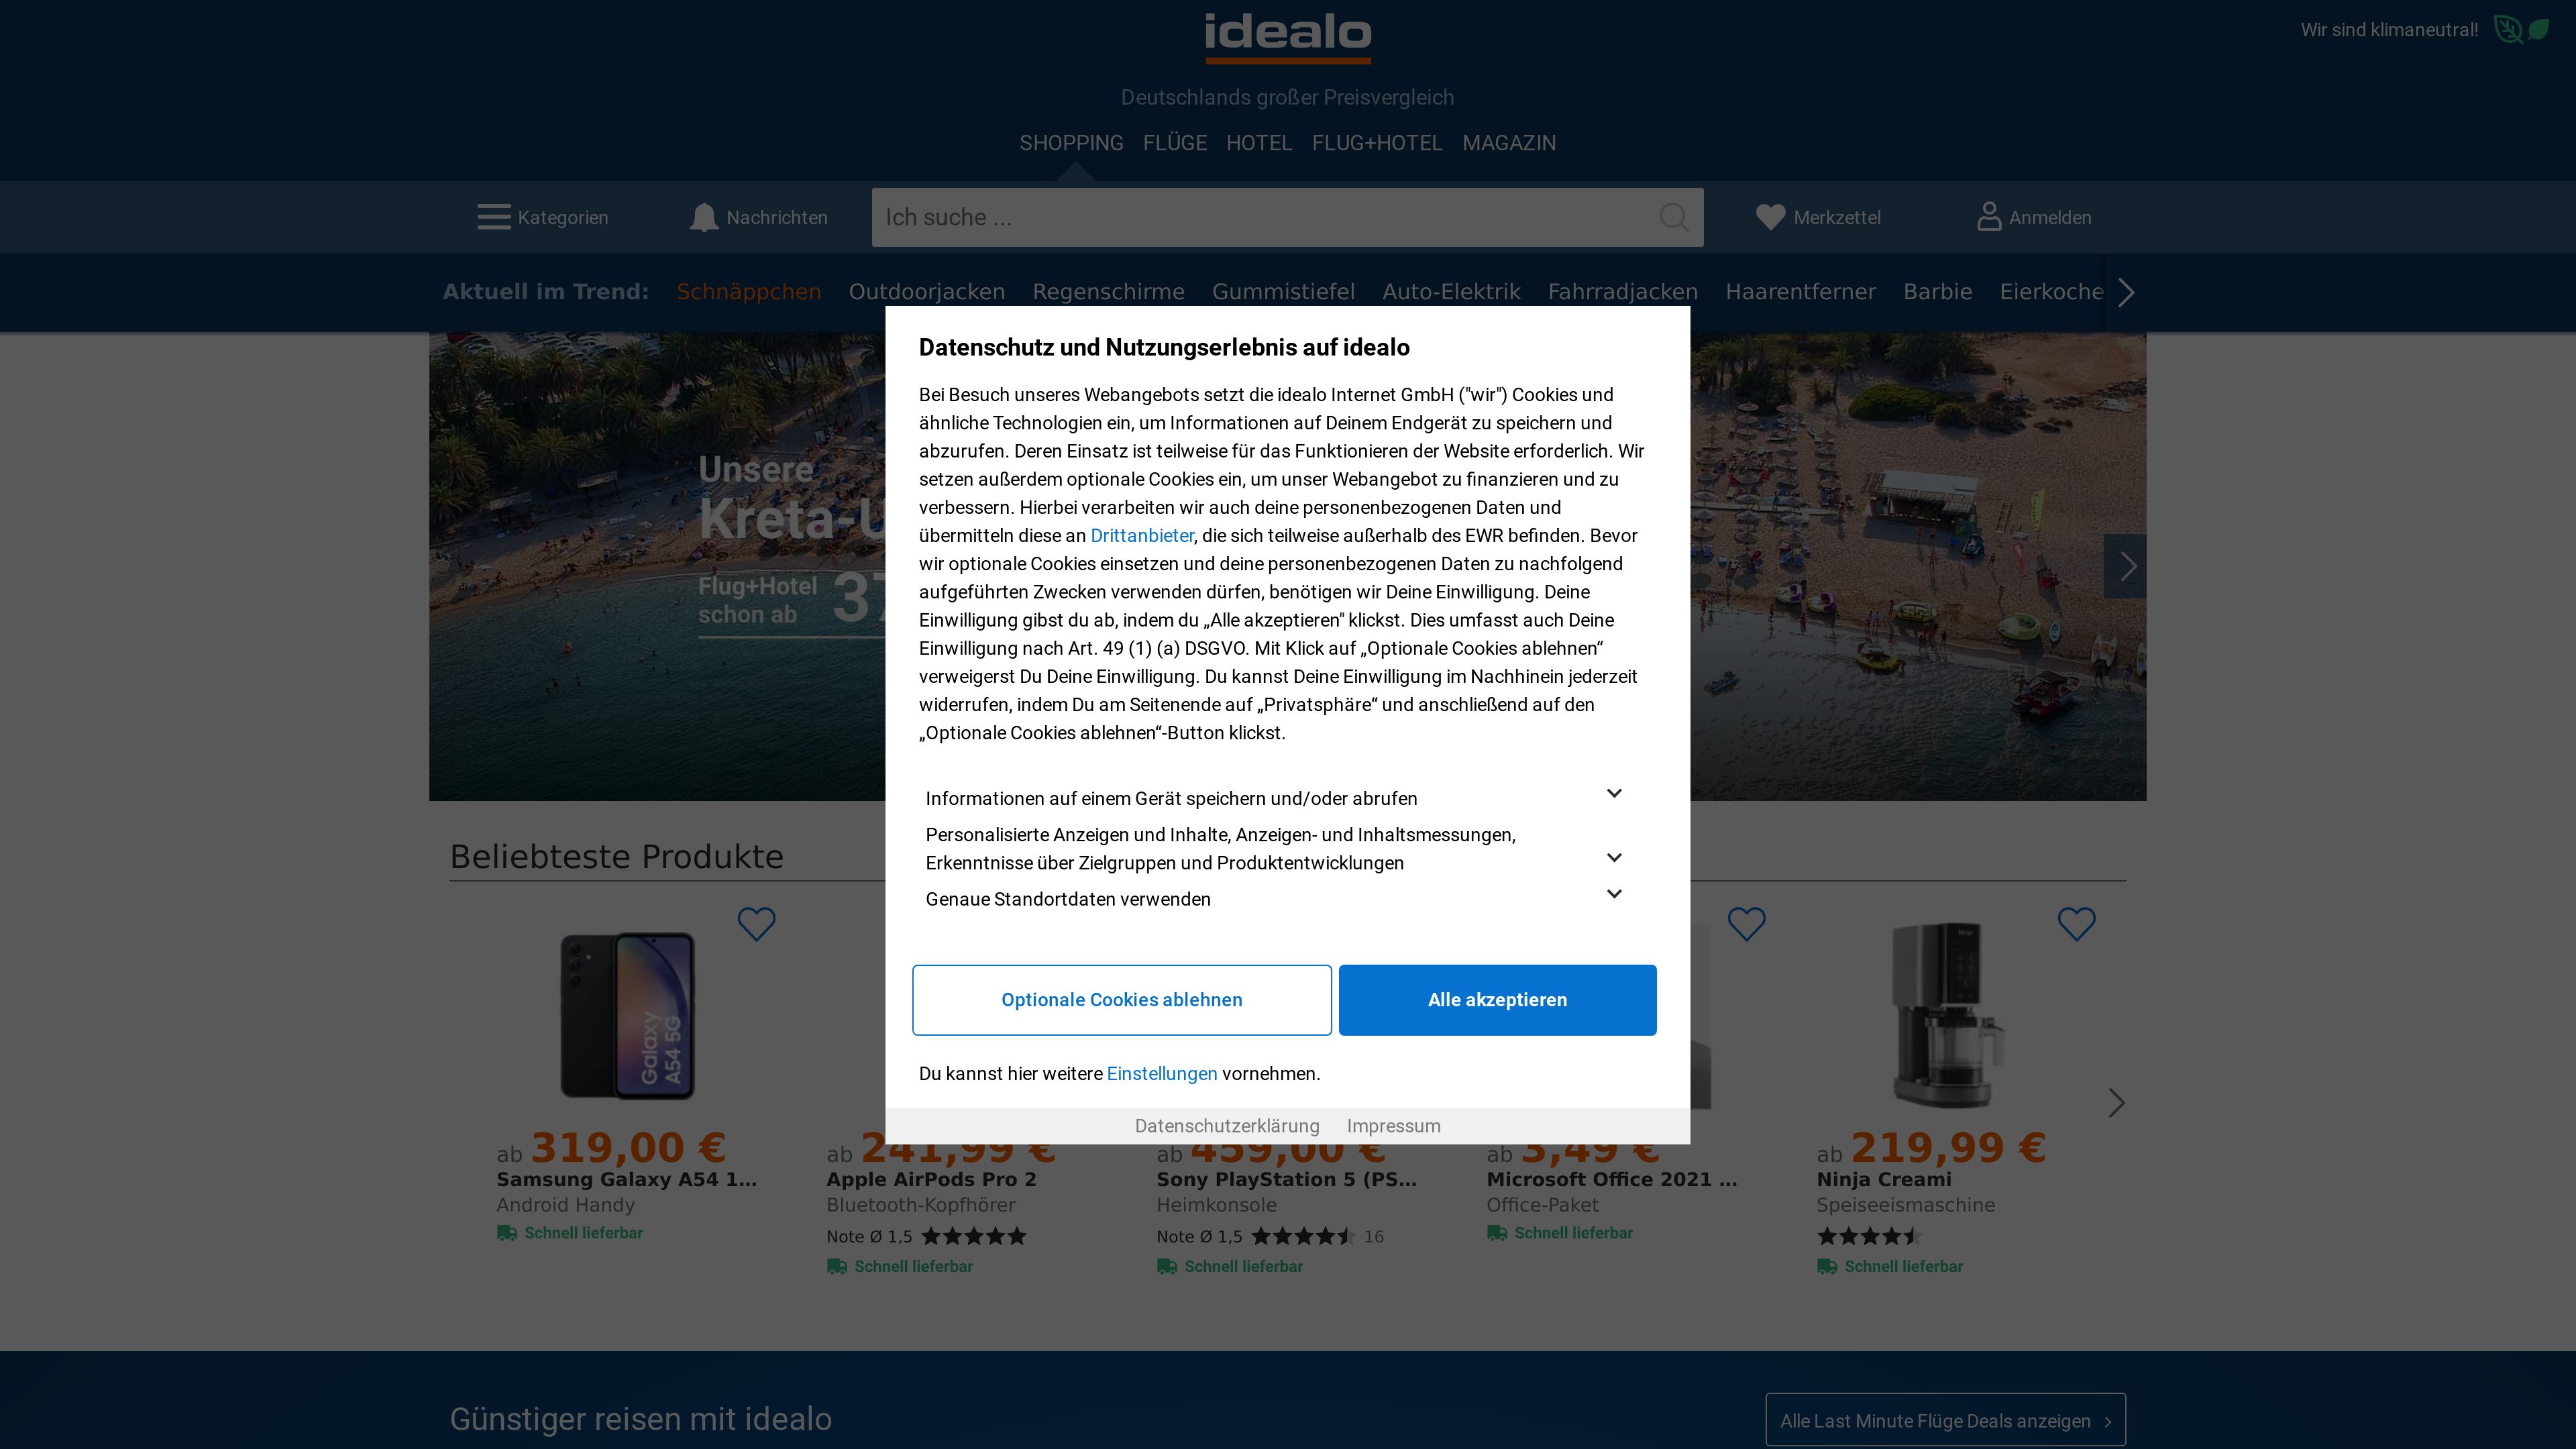 idealo
Wir sind klimaneutral!
Deutschlands großer Preisvergleich
SHOPPING FLÜGE HOTEL FLUG+HOTEL MAGAZIN
Kategorien Nachrichten Ich suche ... Merkzettel Anmelden
Aktuell im Trend: Schnäppchen Outdoorjacken Regenschirme Gummistiefel Auto-Elektrik Fahrradjacken Haarentferner Barbie Eierkoche
Unsere
Kreta-U
Flug+Hotel
schon ab 37
Datenschutz und Nutzungserlebnis auf idealo
Bei Besuch unseres Webangebots setzt die idealo Internet GmbH ("wir") Cookies und
ähnliche Technologien ein, um Informationen auf Deinem Endgerät zu speichern und
abzurufen. Deren Einsatz ist teilweise für das Funktionieren der Website erforderlich. Wir
setzen außerdem optionale Cookies ein, um unser Webangebot zu finanzieren und zu
verbessern. Hierbei verarbeiten wir auch deine personenbezogenen Daten und
übermitteln diese an Drittanbieter, die sich teilweise außerhalb des EWR befinden. Bevor
wir optionale Cookies einsetzen und deine personenbezogenen Daten zu nachfolgend
aufgeführten Zwecken verwenden dürfen, benötigen wir Deine Einwilligung. Deine
Einwilligung gibst du ab, indem du „Alle akzeptieren" klickst. Dies umfasst auch Deine
Einwilligung nach Art. 49 (1) (a) DSGVO. Mit Klick auf „Optionale Cookies ablehnen“
verweigerst Du Deine Einwilligung. Du kannst Deine Einwilligung im Nachhinein jederzeit
widerrufen, indem Du am Seitenende auf „Privatsphäre“ und anschließend auf den
„Optionale Cookies ablehnen“-Button klickst.
Informationen auf einem Gerät speichern und/oder abrufen
Personalisierte Anzeigen und Inhalte, Anzeigen- und Inhaltsmessungen,
Erkenntnisse über Zielgruppen und Produktentwicklungen
Genaue Standortdaten verwenden
Optionale Cookies ablehnen Alle akzeptieren
Du kannst hier weitere Einstellungen vornehmen.
Datenschutzerklärung Impressum
Beliebteste Produkte
Galaxy
A54 5G
ab 319,00 €
Samsung Galaxy A54 1...
Android Handy
Schnell lieferbar
ab 241,99 €
Apple AirPods Pro 2
Bluetooth-Kopfhörer
Note Ø 1,5
Schnell lieferbar
ab 459,00 €
Sony PlayStation 5 (PS...
Heimkonsole
Note Ø 1,5 16
Schnell lieferbar
ab 3,49 €
Microsoft Office 2021 ...
Office-Paket
Schnell lieferbar
ab 219,99 €
Ninja Creami
Speiseeismaschine
Schnell lieferbar
Günstiger reisen mit idealo
Alle Last Minute Flüge Deals anzeigen